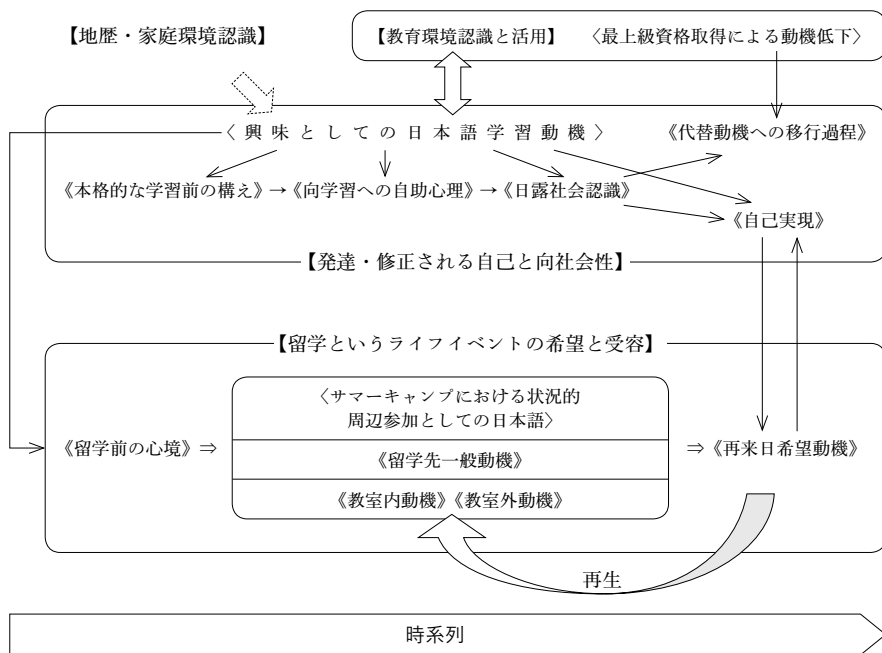 【地歴・家庭環境認識】
【教育環境認識と活用】 〈最上級資格取得による動機低下〉
〈興味としての日本語学習動機〉
《代替動機への移行過程》
《本格的な学習前の構え》→《向学習への自助心理》→《日露社会認識》
《自己実現》
【発達・修正される自己と向社会性】
【留学というライフイベントの希望と受容】
〈サマーキャンプにおける状況的
周辺参加としての日本語〉
《留学前の心境》⇒
《留学先一般動機》
⇒《再来日希望動機》
《教室内動機》《教室外動機》
再生
時系列